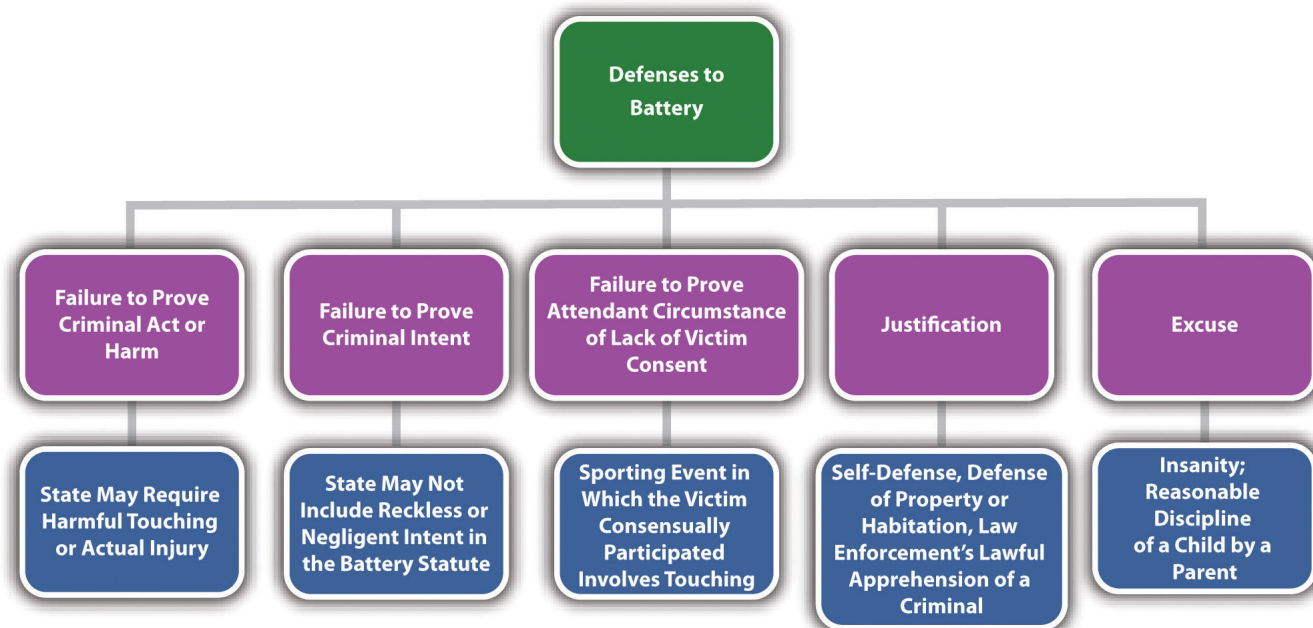 Defenses to
Battery
Failure to Prove
Criminal Act or
Harm
Failure to Prove
Criminal Intent
Failure to Prove
Attendant Circumstance
of Lack of Victim
Consent
Justification
Excuse
State May Require
Harmful Touching
or Actual Injury
State May Not
Include Reckless or
Negligent Intent in
the Battery Statute
Sporting Event in
Which the Victim
Consensually
Participated
Involves Touching
Self-Defense, Defense
of Property or
Habitation, Law
Enforcement’s Lawful
Apprehension of a
Criminal
Insanity;
Reasonable
Discipline
of a Child by a
Parent